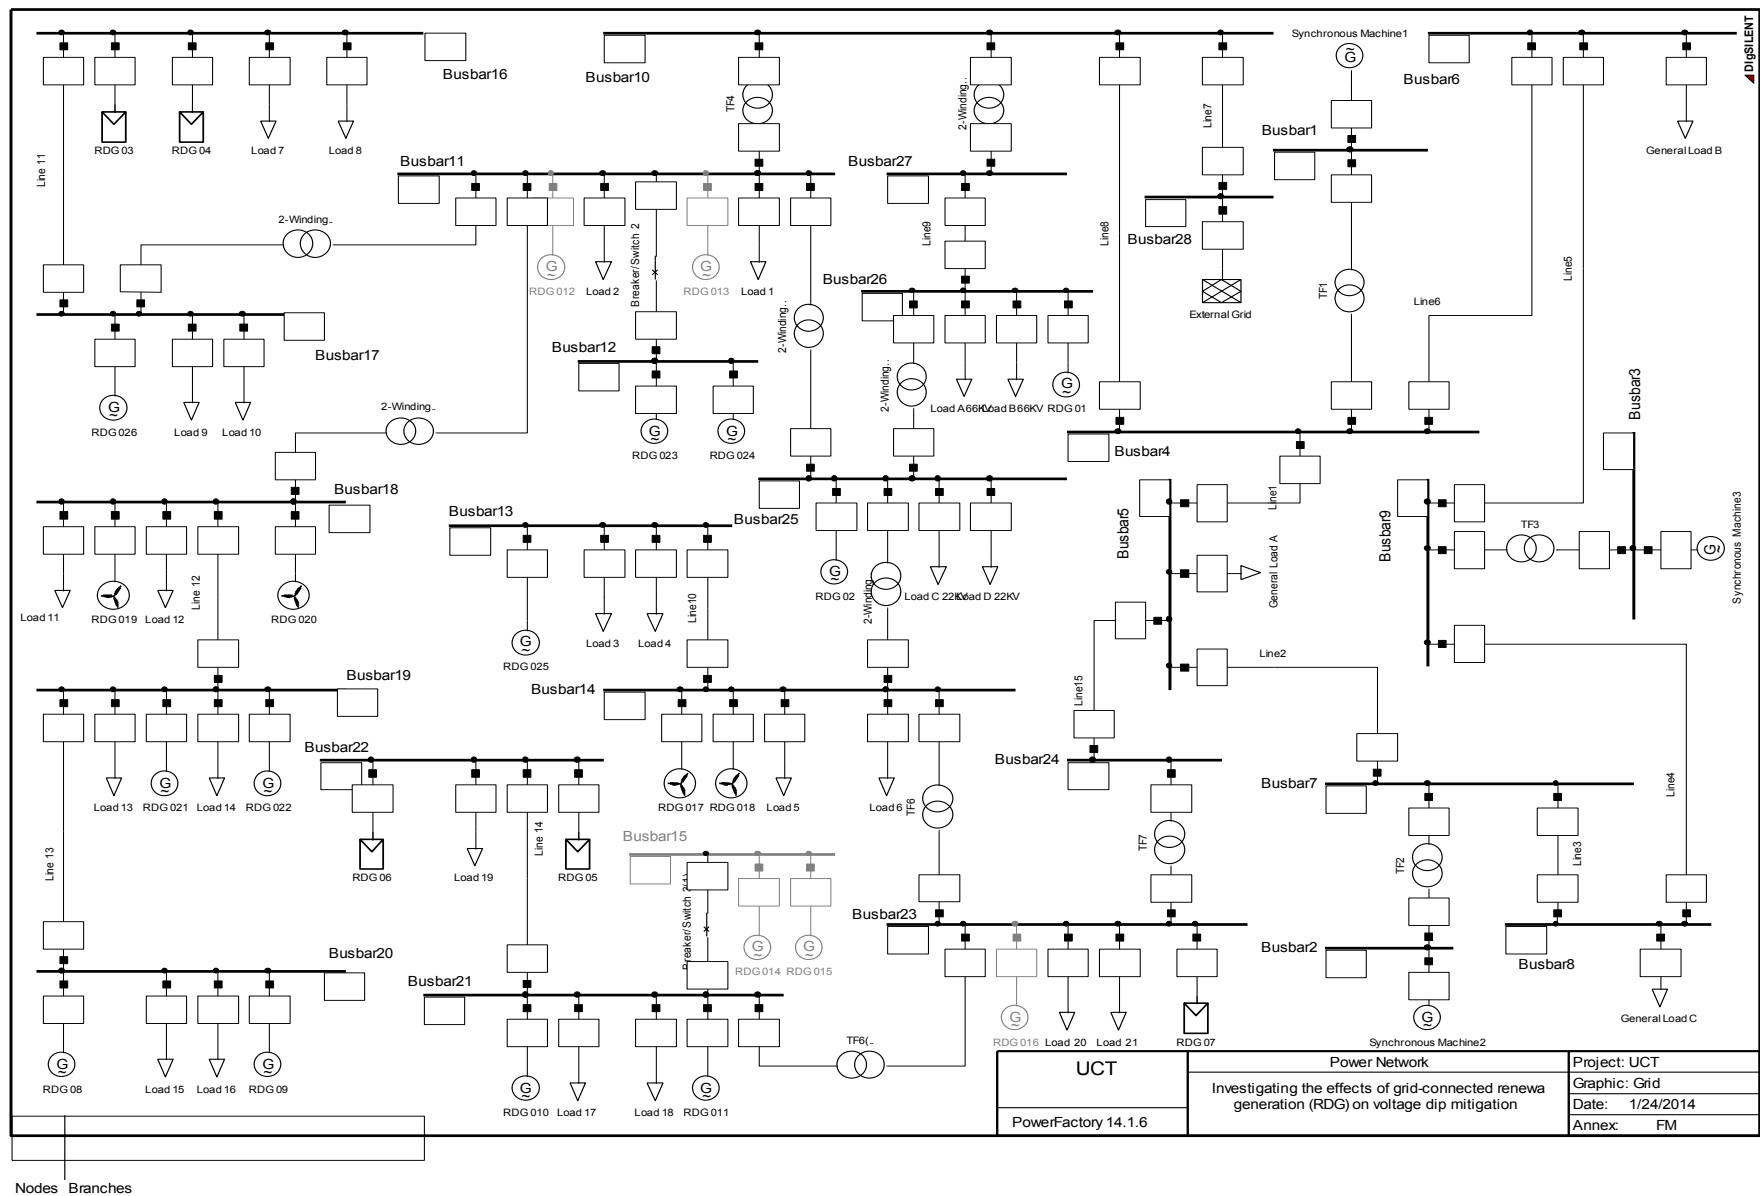 Synchronous Machine1
DIgSILENT
Busbar16
Busbar10
Busbar6
TF4
2-Winding..
Line7
Busbar1
RDG 03
RDG 04
Load 7
Load 8
General Load B
Line 11
Busbar11
Busbar27
2-Winding..
Breaker/Switch 2
Line9
Line8
Busbar28
Line5
RDG 012
Load 2
RDG 013
Load 1
Busbar26
TF1
Line6
External Grid
Busbar17
Busbar12
2-Winding..
2-Winding..
Busbar3
2-Winding..
Load A 66KV
Load B 66KV
RDG 01
RDG 026
Load 9
Load 10
RDG 023
RDG 024
Busbar4
Busbar18
Busbar13
Busbar25
Line1
Busbar5
Busbar9
TF3
Synchronous Machine3
Line 12
General Load A
RDG 02
2-Winding
Load C 22KV
Load D 22KV
Load 11
RDG 019
Load 12
RDG 020
Line10
RDG 025
Load 3
Load 4
Line2
Busbar19
Busbar14
Line15
Busbar22
Busbar24
Busbar7
Line4
Load 13
RDG 021
Load 14
RDG 022
RDG 017
RDG 018
Load 5
Load 6
TF6
Busbar15
TF7
TF2
Line3
Line 13
Line 14
RDG 06
Load 19
RDG 05
Breaker/Switch 2(1)
Busbar23
Busbar20
Busbar2
Busbar8
RDG 014
RDG 015
Busbar21
General Load C
RDG 016
Load 20
Load 21
RDG 07
Synchronous Machine2
TF6(..
RDG 08
Load 15
Load 16
RDG 09
RDG 010
Load 17
Load 18
RDG 011
UCT
PowerFactory 14.1.6
Power Network
Investigating the effects of grid-connected renewa
generation (RDG) on voltage dip mitigation
Project: UCT
Graphic: Grid
Date: 1/24/2014
Annex: FM
Nodes Branches